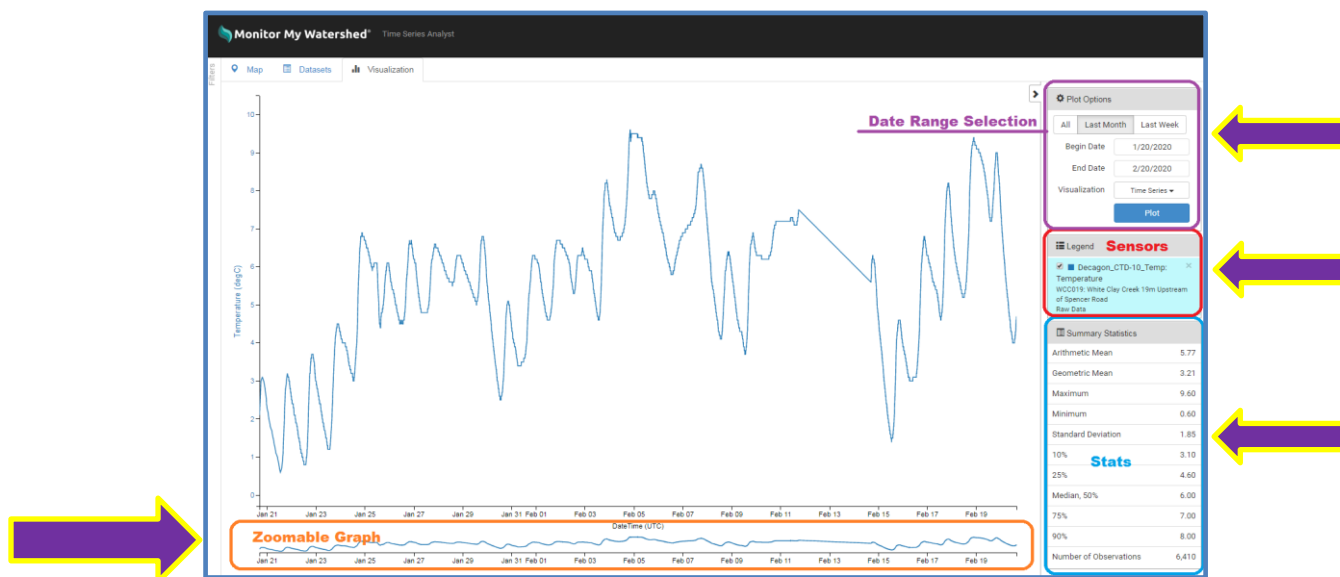 Monitor My Watershed® Time Series Analyst
Filters
Map Datasets Visualization
Date Range Selection
Plot Options
All Last Month Last Week
Begin Date 1/20/2020
End Date 2/20/2020
Visualization Time Series
Plot
Legend Sensors
Decagon_CTD-10_Temp:
Temperature
WCC019: White Clay Creek 19m Upstream
of Spencer Road
Raw Data
Summary Statistics
Arithmetic Mean 5.77
Geometric Mean 3.21
Maximum 9.60
Minimum 0.60
Standard Deviation 1.85
10% 3.10
Stats
25% 4.60
Median, 50% 6.00
75% 7.00
90% 8.00
Number of Observations 6,410
Temperature (degC)
10
9
8
7
6
5
4
3
2
1
0
Jan 21 Jan 23 Jan 25 Jan 27 Jan 29 Jan 31 Feb 01 Feb 03 Feb 05 Feb 07 Feb 09 Feb 11 Feb 13 Feb 15 Feb 17 Feb 19
DateTime (UTC)
Zoomable Graph
Jan 21 Jan 23 Jan 25 Jan 27 Jan 29 Jan 31 Feb 01 Feb 03 Feb 05 Feb 07 Feb 09 Feb 11 Feb 13 Feb 15 Feb 17 Feb 19